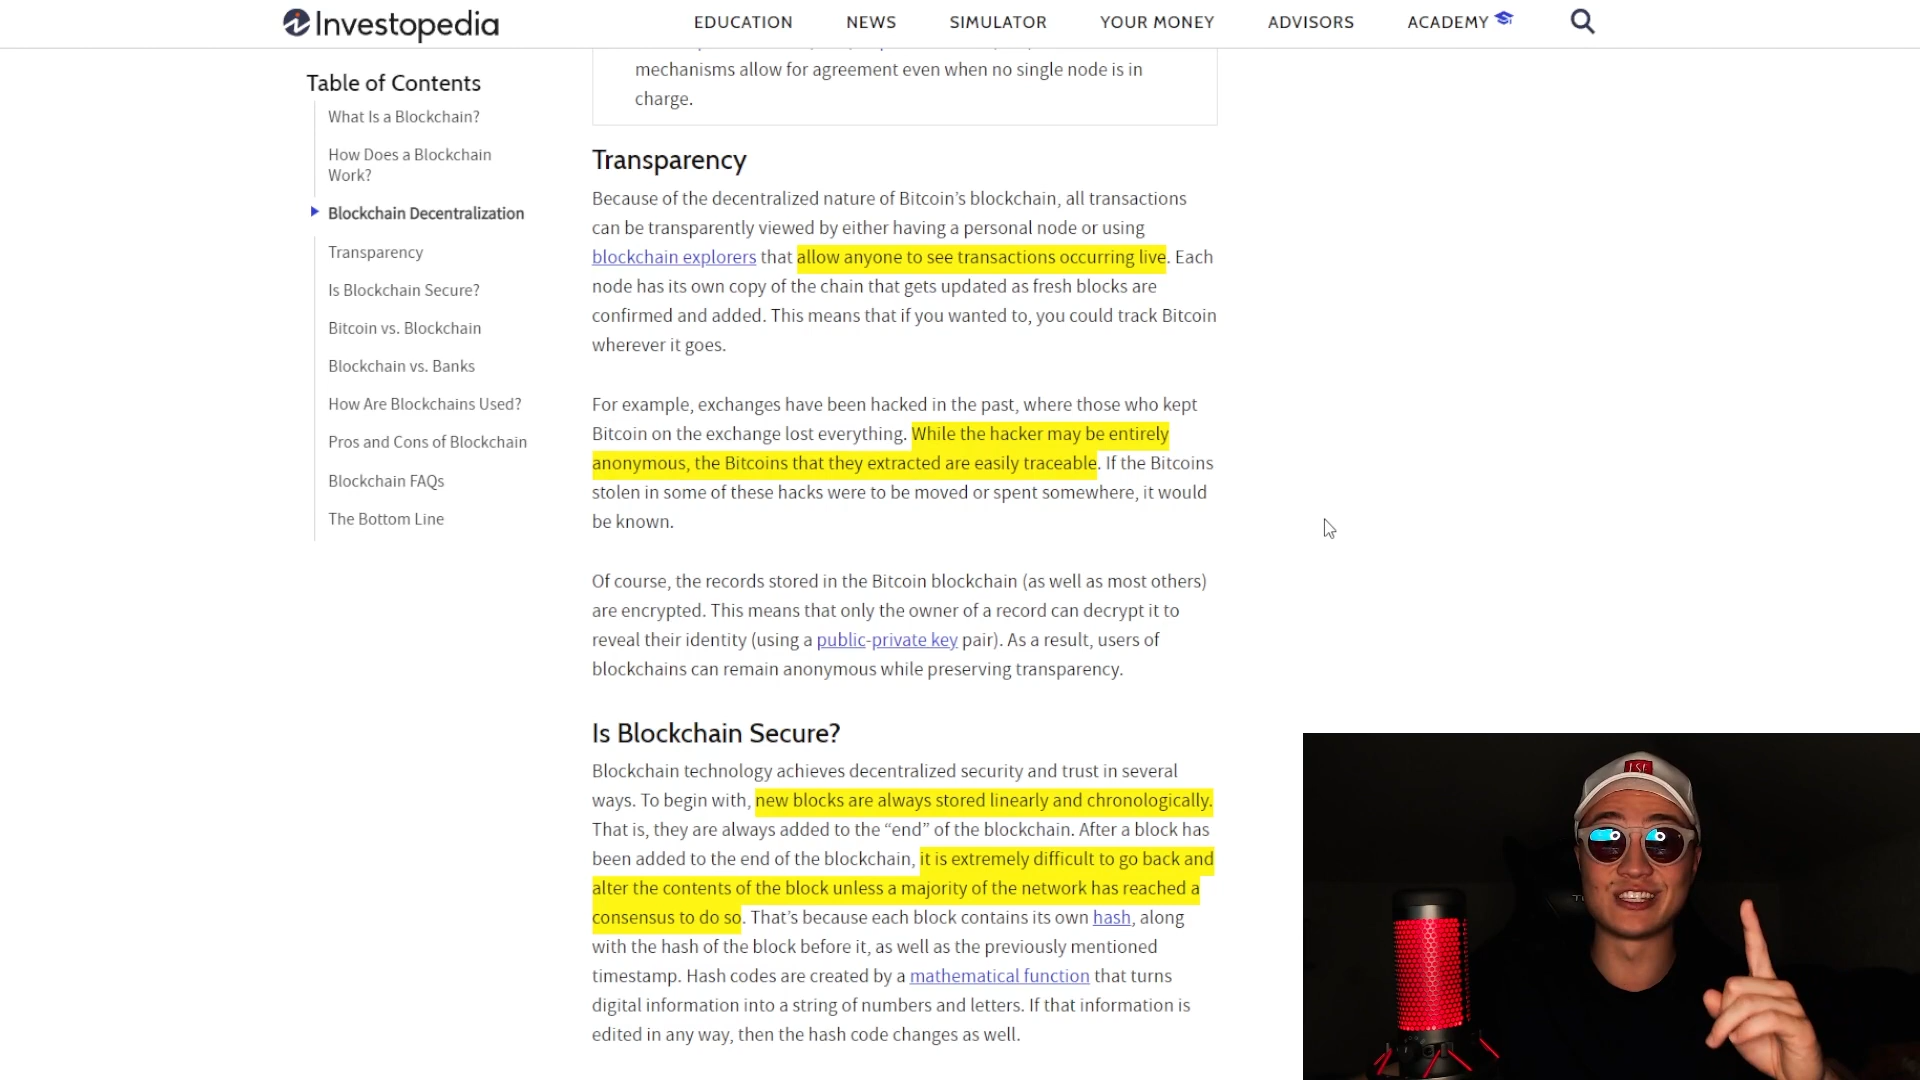 Investopedia
EDUCATION NEWS SIMULATOR YOUR MONEY ADVISORS ACADEMY
Table of Contents
What Is a Blockchain?
How Does a Blockchain
Work?
Blockchain Decentralization
Transparency
Is Blockchain Secure?
Bitcoin vs. Blockchain
Blockchain vs. Banks
How Are Blockchains Used?
Pros and Cons of Blockchain
Blockchain FAQs
The Bottom Line
mechanisms allow for agreement even when no single node is in
charge.
Transparency
Because of the decentralized nature of Bitcoin’s blockchain, all transactions
can be transparently viewed by either having a personal node or using
blockchain explorers that allow anyone to see transactions occurring live. Each
node has its own copy of the chain that gets updated as fresh blocks are
confirmed and added. This means that if you wanted to, you could track Bitcoin
wherever it goes.
For example, exchanges have been hacked in the past, where those who kept
Bitcoin on the exchange lost everything. While the hacker may be entirely
anonymous, the Bitcoins that they extracted are easily traceable. If the Bitcoins
stolen in some of these hacks were to be moved or spent somewhere, it would
be known.
Of course, the records stored in the Bitcoin blockchain (as well as most others)
are encrypted. This means that only the owner of a record can decrypt it to
reveal their identity (using a public-private key pair). As a result, users of
blockchains can remain anonymous while preserving transparency.
Is Blockchain Secure?
Blockchain technology achieves decentralized security and trust in several
ways. To begin with, new blocks are always stored linearly and chronologically.
That is, they are always added to the “end” of the blockchain. After a block has
been added to the end of the blockchain, it is extremely difficult to go back and
alter the contents of the block unless a majority of the network has reached a
consensus to do so. That’s because each block contains its own hash, along
with the hash of the block before it, as well as the previously mentioned
timestamp. Hash codes are created by a mathematical function that turns
digital information into a string of numbers and letters. If that information is
edited in any way, then the hash code changes as well.